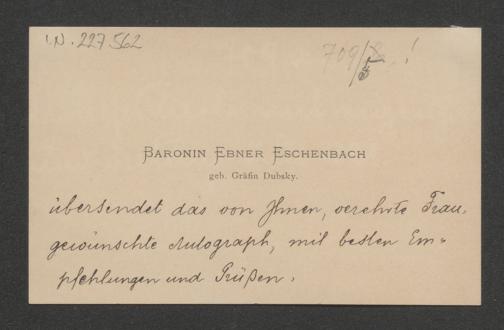 I.N. 227.562
709/5
BARONIN EBNER ESCHENBACH
geb. Gräfin Dubsky.
übersendet das von Ihnen, verehrte Frau,
gewünschte Autograph, mit besten Em=
pfehlungen und Grüßen.